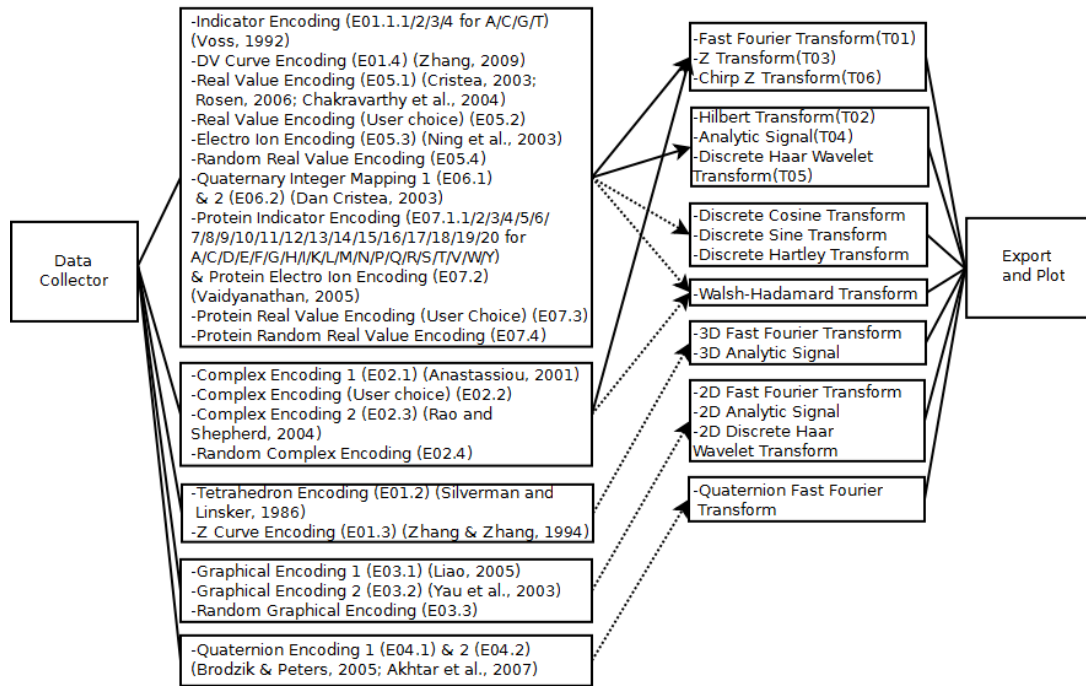 Data
Collector
-Indicator Encoding (E01.1.1/2/3/4 for A/C/G/T)
(Voss, 1992)
-DV Curve Encoding (E01.4) (Zhang, 2009)
-Real Value Encoding (E05.1) (Cristea, 2003;
Rosen, 2006; Chakravarthy et al., 2004)
-Real Value Encoding (User choice) (E05.2)
-Electro Ion Encoding (E05.3) (Ning et al., 2003)
-Random Real Value Encoding (E05.4)
-Quaternary Integer Mapping 1 (E06.1)
& 2 (E06.2) (Dan Cristea, 2003)
-Protein Indicator Encoding (E07.1.1/2/3/4/5/6/
7/8/9/10/11/12/13/14/15/16/17/18/19/20 for
A/C/D/E/F/G/H/I/K/L/M/N/P/Q/R/S/T/V/W/Y)
& Protein Electro Ion Encoding (E07.2)
(Vaidyanathan, 2005)
-Protein Real Value Encoding (User Choice) (E07.3)
-Protein Random Real Value Encoding (E07.4)
-Complex Encoding 1 (E02.1) (Anastassiou, 2001)
-Complex Encoding (User choice) (E02.2)
-Complex Encoding 2 (E02.3) (Rao and
Shepherd, 2004)
-Random Complex Encoding (E02.4)
-Tetrahedron Encoding (E01.2) (Silverman and
Linsker, 1986)
-Z Curve Encoding (E01.3) (Zhang & Zhang, 1994)
-Graphical Encoding 1 (E03.1) (Liao, 2005)
-Graphical Encoding 2 (E03.2) (Yau et al., 2003)
-Random Graphical Encoding (E03.3)
-Quaternion Encoding 1 (E04.1) & 2 (E04.2)
(Brodzik & Peters, 2005; Akhtar et al., 2007)
-Fast Fourier Transform(T01)
-Z Transform(T03)
-Chirp Z Transform(T06)
-Hilbert Transform(T02)
-Analytic Signal(T04)
-Discrete Haar Wavelet
Transform(T05)
-Discrete Cosine Transform
-Discrete Sine Transform
-Discrete Hartley Transform
-Walsh-Hadamard Transform
-3D Fast Fourier Transform
-3D Analytic Signal
-2D Fast Fourier Transform
-2D Analytic Signal
-2D Discrete Haar
Wavelet Transform
-Quaternion Fast Fourier
Transform
Export
and Plot